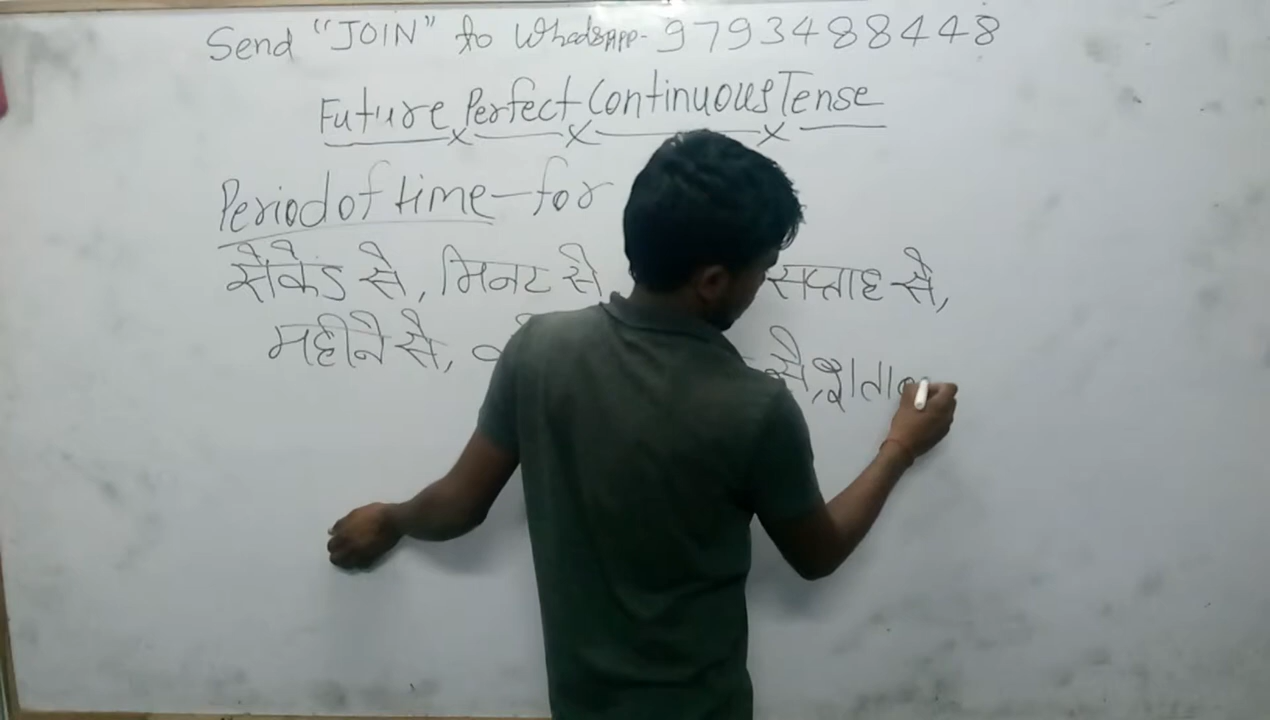 Send "JOIN" to Whatsapp- 9793488448
Future Perfect Continuous Tense
Period of time - for
सैकेंड से, मिनट से सप्ताह से,
महीनै सै, सै,